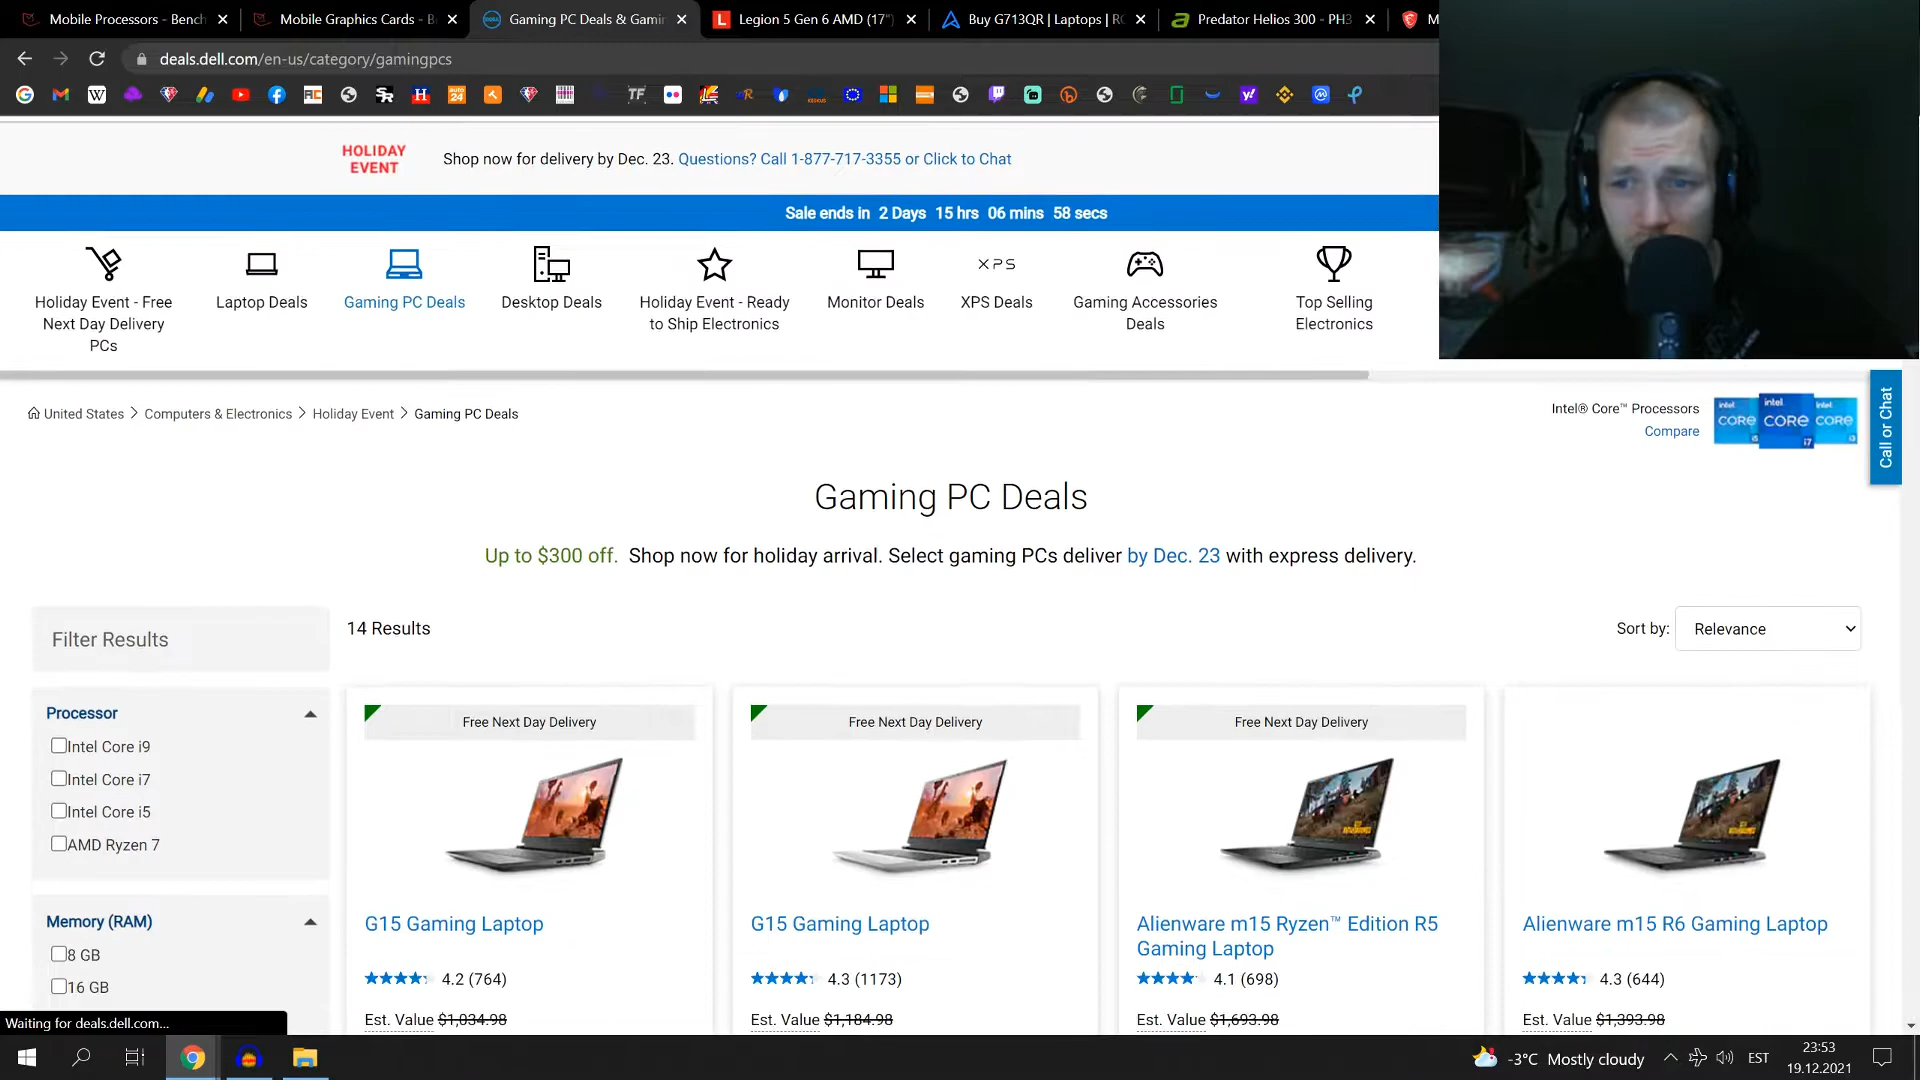 Mobile Processors - Bench
Mobile Graphics Cards - B
Gaming PC Deals & Gamin
Legion 5 Gen 6 AMD (17")
Buy G713QR | Laptops | RO
Predator Helios 300 - PH3
M
deals.dell.com/en-us/category/gamingpcs
HOLIDAY
EVENT
Shop now for delivery by Dec. 23. Questions? Call 1-877-717-3355 or Click to Chat
Sale ends in 2 Days 15 hrs 06 mins 58 secs
Holiday Event - Free
Next Day Delivery
PCs
Laptop Deals
Gaming PC Deals
Desktop Deals
Holiday Event - Ready
to Ship Electronics
Monitor Deals
XPS
XPS Deals
Gaming Accessories
Deals
Top Selling
Electronics
United States > Computers & Electronics > Holiday Event > Gaming PC Deals
Intel® Core™ Processors
Compare
intel
CORE
i5
intel
CORE
i7
intel
CORE
Call or Chat
Gaming PC Deals
Up to $300 off. Shop now for holiday arrival. Select gaming PCs deliver by Dec. 23 with express delivery.
Filter Results
14 Results
Sort by: Relevance
Processor
Intel Core i9
Intel Core i7
Intel Core i5
AMD Ryzen 7
Memory (RAM)
8 GB
16 GB
Free Next Day Delivery
G15 Gaming Laptop
4.2 (764)
Est. Value $1,034.98
Free Next Day Delivery
G15 Gaming Laptop
4.3 (1173)
Est. Value $1,184.98
Free Next Day Delivery
Alienware m15 Ryzen™ Edition R5
Gaming Laptop
4.1 (698)
Est. Value $1,693.98
Alienware m15 R6 Gaming Laptop
4.3 (644)
Est. Value $1,393.98
Waiting for deals.dell.com...
-3°C Mostly cloudy
EST
23:53
19.12.2021